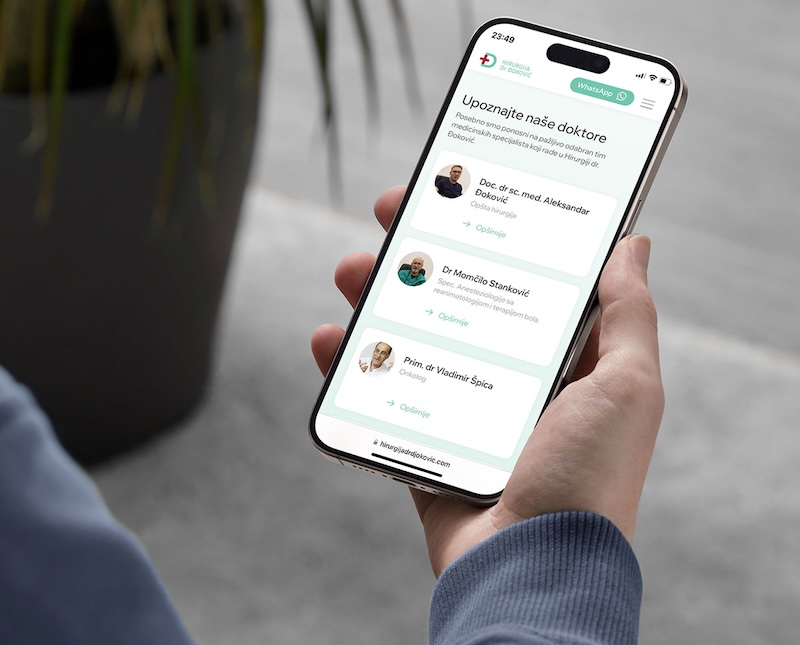 23:49
HIRURGIJA
Dr ĐOKOVIĆ
WhatsApp
Upoznajte naše doktore
Posebno smo ponosni na pažljivo odabran tim
medicinskih specijalista koji rade u Hirurgiji dr.
Đoković.
Doc. dr sc. med. Aleksandar
Đoković
Opšta hirurgija
→ Opširnije
Dr Momčilo Stanković
Spec. Anesteziologije sa
reanimatologijom i terapijom bola
→ Opširnije
Prim. dr Vladimir Špica
Onkolog
→ Opširnije
hirurgijadrdjokovic.com